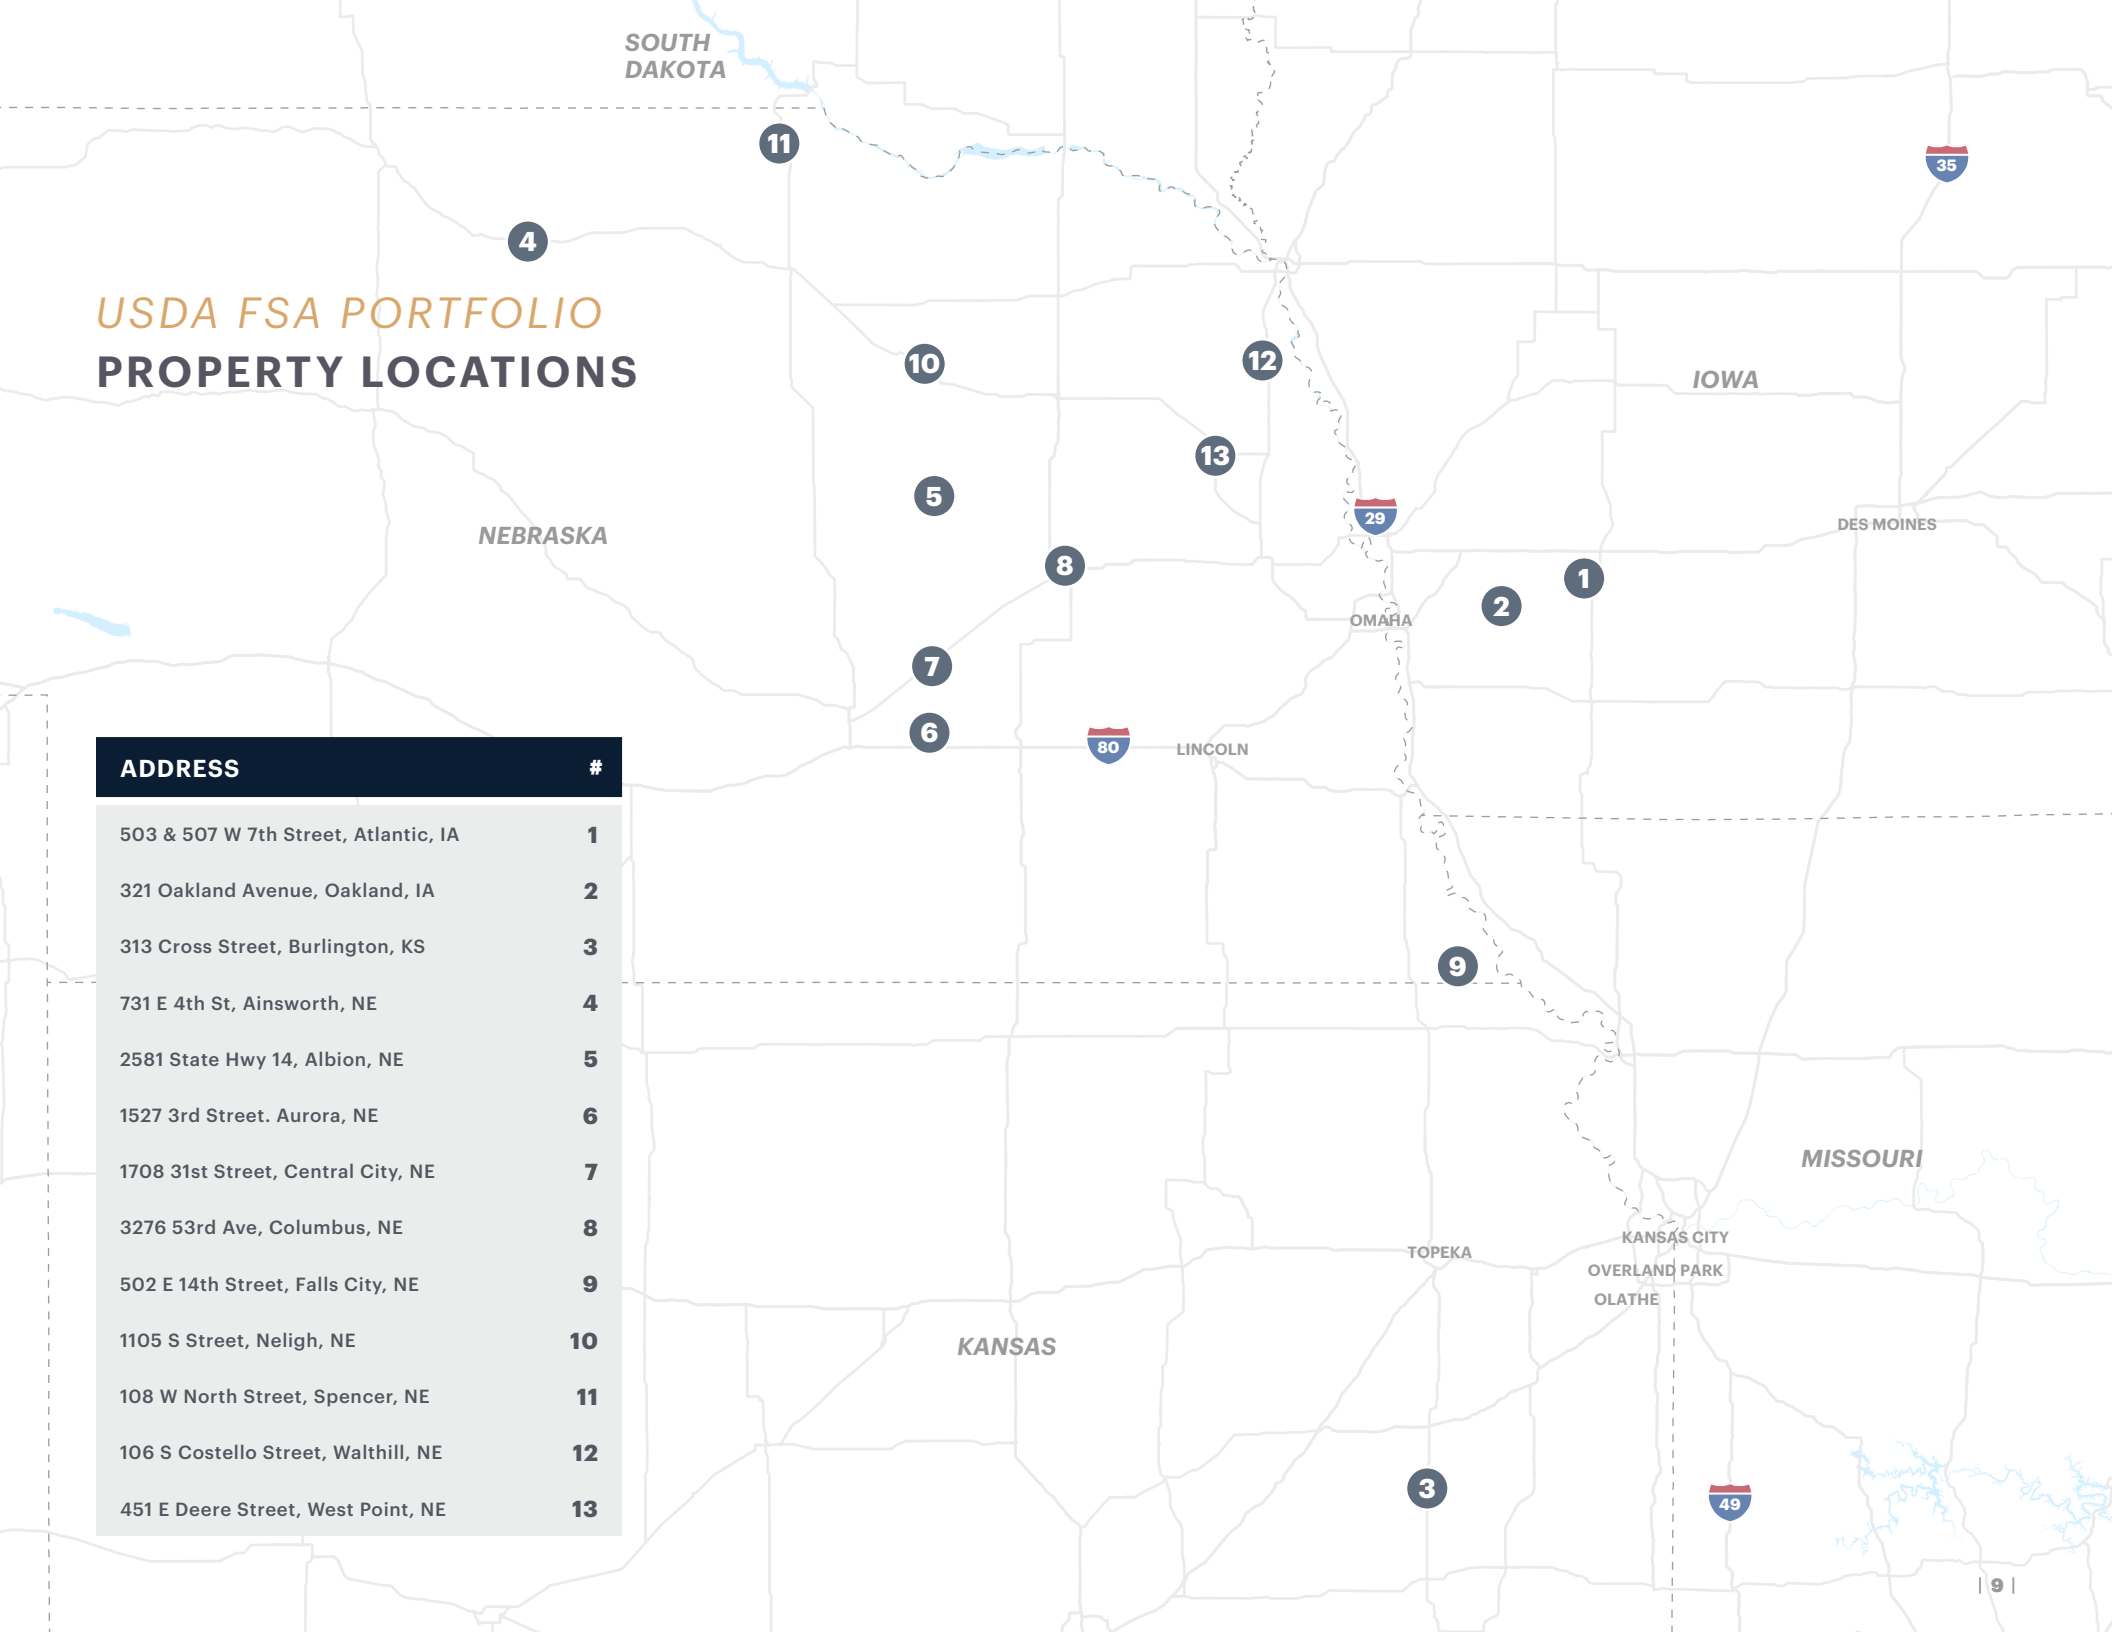 SOUTH
DAKOTA
11
35
4
USDA FSA PORTFOLIO
PROPERTY LOCATIONS
10
12
IOWA
13
5
29
NEBRASKA
DES MOINES
8
1
2
OMAHA
7
6
80
LINCOLN
ADDRESS #
503 & 507 W 7th Street, Atlantic, IA 1
321 Oakland Avenue, Oakland, IA 2
313 Cross Street, Burlington, KS 3
731 E 4th St, Ainsworth, NE 4
2581 State Hwy 14, Albion, NE 5
1527 3rd Street. Aurora, NE 6
1708 31st Street, Central City, NE 7
3276 53rd Ave, Columbus, NE 8
502 E 14th Street, Falls City, NE 9
1105 S Street, Neligh, NE 10
108 W North Street, Spencer, NE 11
106 S Costello Street, Walthill, NE 12
451 E Deere Street, West Point, NE 13
9
MISSOURI
KANSAS CITY
TOPEKA
OVERLAND PARK
OLATHE
KANSAS
3
49
| 9 |